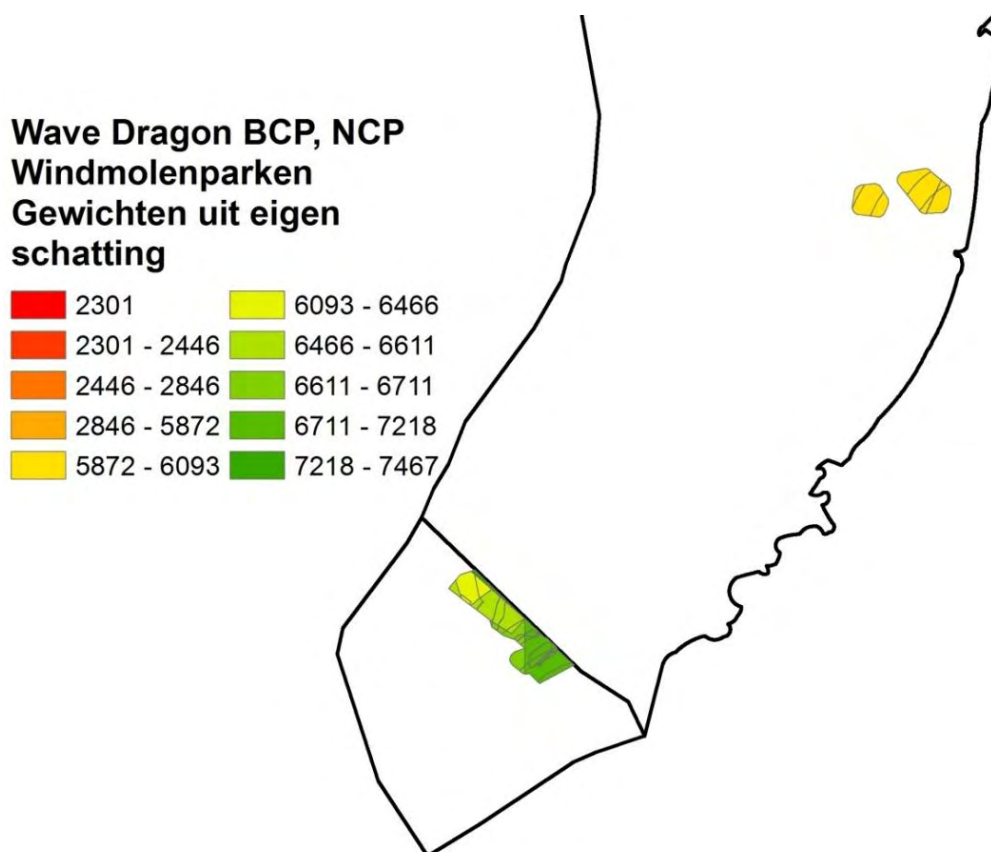 Wave Dragon BCP, NCP
Windmolenparken
Gewichten uit eigen
schatting
2301
2301 - 2446
2446 - 2846
2846 - 5872
5872 - 6093
6093 - 6466
6466 - 6611
6611 - 6711
6711 - 7218
7218 - 7467